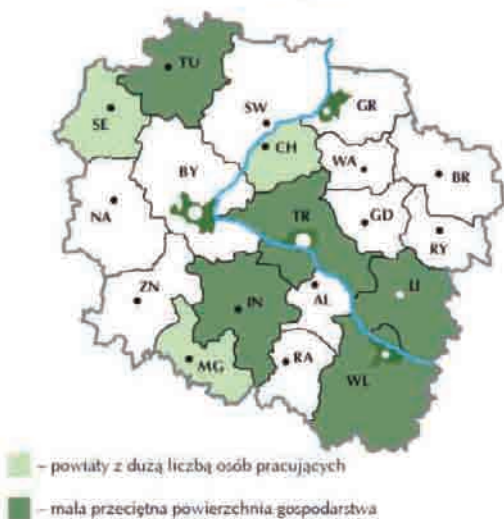 TU
SE
SW
GR
CH
BY
WA
BR
NA
TR
GD
RY
ZN
IN
AL
LI
MG
RA
WŁ
– powiaty z dużą liczbą osób pracujących
– mała przeciętna powierzchnia gospodarstwa